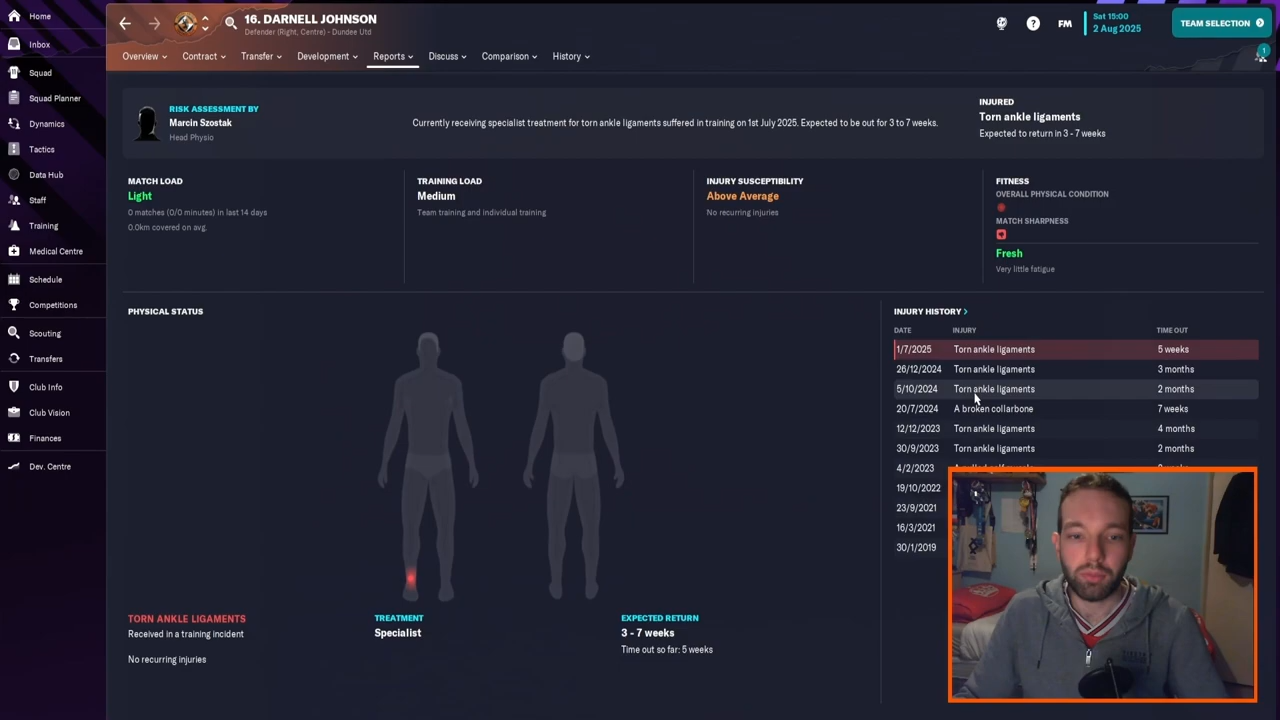 Home
Inbox
Squad
Squad Planner
Dynamics
Tactics
Data Hub
Staff
Training
Medical Centre
Schedule
Competitions
Scouting
Transfers
Club Info
Club Vision
Finances
Dev. Centre
16. DARNELL JOHNSON
Defender (Right, Centre) - Dundee Utd
? FM
Sat 15:00
2 Aug 2025
TEAM SELECTION
1
Overview Contract Transfer Development Reports Discuss Comparison History
RISK ASSESSMENT BY
Marcin Szostak
Head Physio
Currently receiving specialist treatment for torn ankle ligaments suffered in training on 1st July 2025. Expected to be out for 3 to 7 weeks.
INJURED
Torn ankle ligaments
Expected to return in 3 - 7 weeks
MATCH LOAD
Light
0 matches (0/0 minutes) in last 14 days
0.0km covered on avg.
TRAINING LOAD
Medium
Team training and individual training
INJURY SUSCEPTIBILITY
Above Average
No recurring injuries
FITNESS
OVERALL PHYSICAL CONDITION
MATCH SHARPNESS
Fresh
Very little fatigue
PHYSICAL STATUS
TORN ANKLE LIGAMENTS
Received in a training incident
No recurring injuries
TREATMENT
Specialist
EXPECTED RETURN
3 - 7 weeks
Time out so far: 5 weeks
INJURY HISTORY >
DATE INJURY TIME OUT
1/7/2025 Torn ankle ligaments 5 weeks
26/12/2024 Torn ankle ligaments 3 months
5/10/2024 Torn ankle ligaments 2 months
20/7/2024 A broken collarbone 7 weeks
12/12/2023 Torn ankle ligaments 4 months
30/9/2023 Torn ankle ligaments 2 months
4/2/2023
19/10/2022
23/9/2021
16/3/2021
30/1/2019